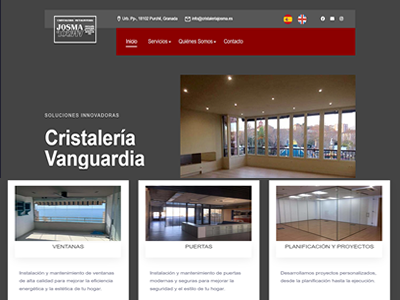 JOSMA
Urb. Pp., 18102 Purchil, Granada
info@cristaleriajosma.es
Inicio
Servicios
Quiénes Somos
Contacto
SOLUCIONES INNOVADORAS
Cristalería
Vanguardia
VENTANAS
PUERTAS
PLANIFICACIÓN Y PROYECTOS
Instalación y mantenimiento de ventanas
de alta calidad para mejorar la eficiencia
energética y la estética de tu hogar.
Instalación y mantenimiento de puertas
modernas y seguras para mejorar la
seguridad y el estilo de tu hogar.
Desarrollamos proyectos personalizados,
desde la planificación hasta la ejecución.